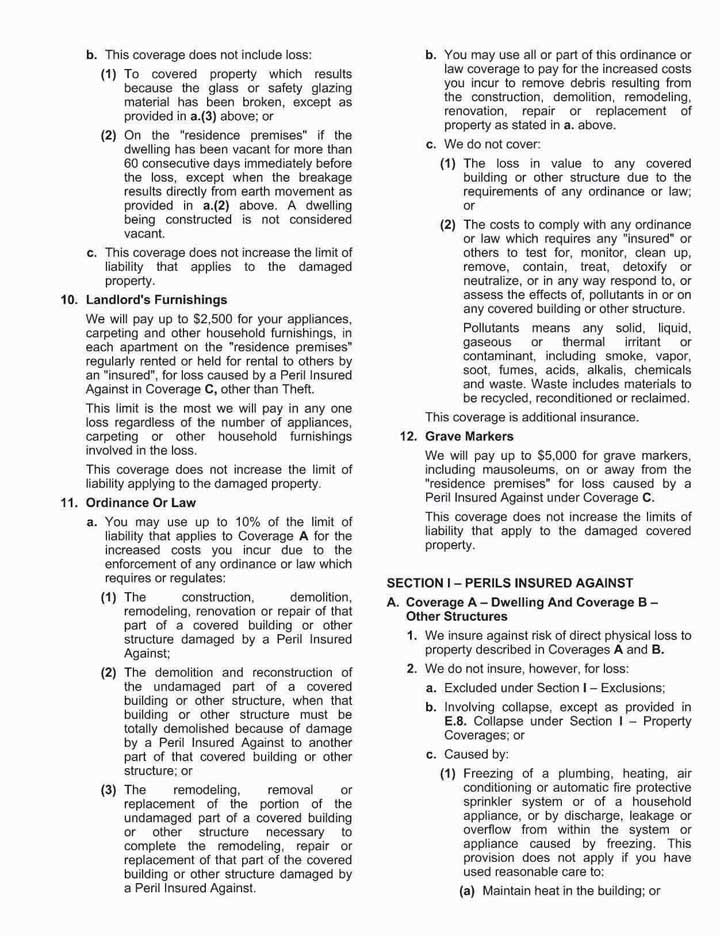 b. This coverage does not include loss:
(1) To covered property which results
because the glass or safety glazing
material has been broken, except as
provided in a.(3) above; or
(2) On the "residence premises" if the
dwelling has been vacant for more than
60 consecutive days immediately before
the loss, except when the breakage
results directly from earth movement as
provided in a.(2) above. A dwelling
being constructed is not considered
vacant.
c. This coverage does not increase the limit of
liability that applies to the damaged
property.
10. Landlord's Furnishings
We will pay up to $2,500 for your appliances,
carpeting and other household furnishings, in
each apartment on the "residence premises"
regularly rented or held for rental to others by
an "insured", for loss caused by a Peril Insured
Against in Coverage C, other than Theft.
This limit is the most we will pay in any one
loss regardless of the number of appliances,
carpeting or other household furnishings
involved in the loss.
This coverage does not increase the limit of
liability applying to the damaged property.
11. Ordinance Or Law
a. You may use up to 10% of the limit of
liability that applies to Coverage A for the
increased costs you incur due to the
enforcement of any ordinance or law which
requires or regulates:
(1) The construction, demolition,
remodeling, renovation or repair of that
part of a covered building or other
structure damaged by a Peril Insured
Against;
(2) The demolition and reconstruction of
the undamaged part of a covered
building or other structure, when that
building or other structure must be
totally demolished because of damage
by a Peril Insured Against to another
part of that covered building or other
structure; or
(3) The remodeling, removal or
replacement of the portion of the
undamaged part of a covered building
or other structure necessary to
complete the remodeling, repair or
replacement of that part of the covered
building or other structure damaged by
a Peril Insured Against.
b. You may use all or part of this ordinance or
law coverage to pay for the increased costs
you incur to remove debris resulting from
the construction, demolition, remodeling,
renovation, repair or replacement of
property as stated in a. above.
c. We do not cover:
(1) The loss in value to any covered
building or other structure due to the
requirements of any ordinance or law;
or
(2) The costs to comply with any ordinance
or law which requires any "insured" or
others to test for, monitor, clean up,
remove, contain, treat, detoxify or
neutralize, or in any way respond to, or
assess the effects of, pollutants in or on
any covered building or other structure.
Pollutants means any solid, liquid,
gaseous or thermal irritant or
contaminant, including smoke, vapor,
soot, fumes, acids, alkalis, chemicals
and waste. Waste includes materials to
be recycled, reconditioned or reclaimed.
This coverage is additional insurance.
12. Grave Markers
We will pay up to $5,000 for grave markers,
including mausoleums, on or away from the
"residence premises" for loss caused by a
Peril Insured Against under Coverage C.
This coverage does not increase the limits of
liability that apply to the damaged covered
property.
SECTION I – PERILS INSURED AGAINST
A. Coverage A – Dwelling And Coverage B –
Other Structures
1. We insure against risk of direct physical loss to
property described in Coverages A and B.
2. We do not insure, however, for loss:
a. Excluded under Section I – Exclusions;
b. Involving collapse, except as provided in
E.8. Collapse under Section I – Property
Coverages; or
c. Caused by:
(1) Freezing of a plumbing, heating, air
conditioning or automatic fire protective
sprinkler system or of a household
appliance, or by discharge, leakage or
overflow from within the system or
appliance caused by freezing. This
provision does not apply if you have
used reasonable care to:
(a) Maintain heat in the building; or